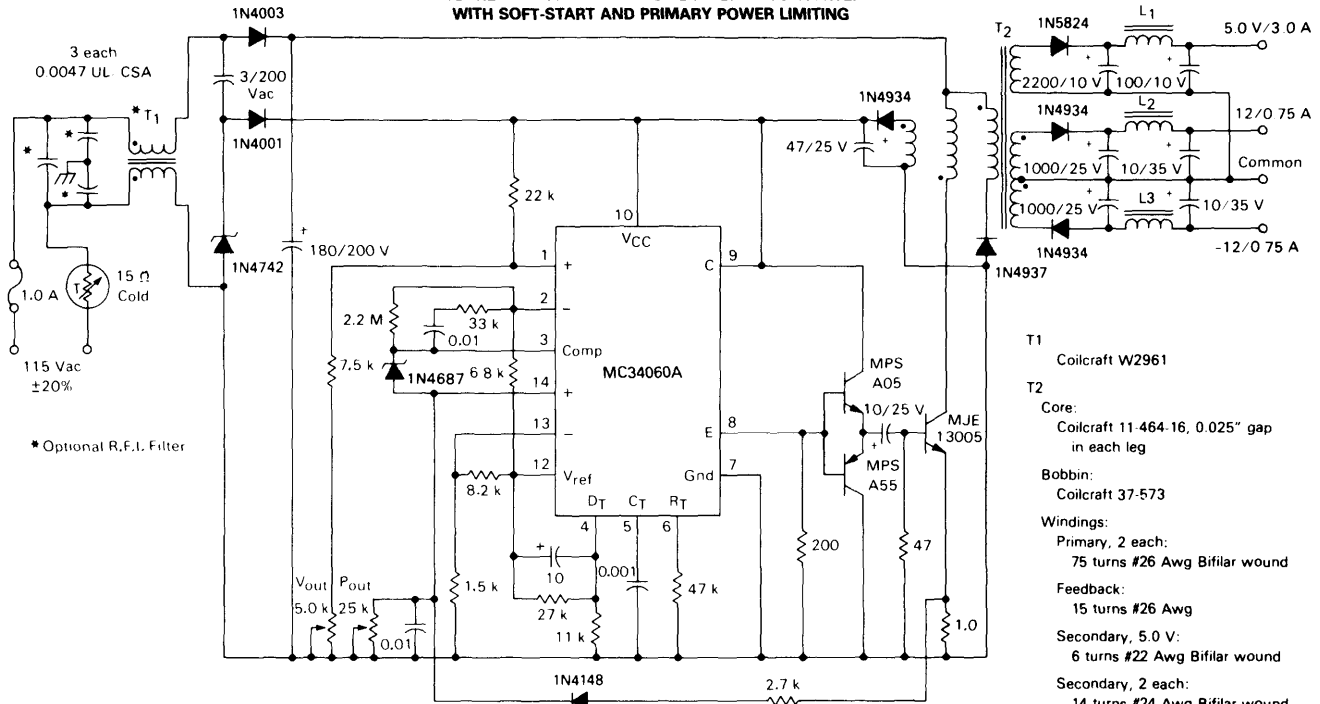 WITH SOFT-START AND PRIMARY POWER LIMITING
1N4003
3 each
0.0047 UL CSA
3/200
Vac
* T1
1N4001
*
*
*
1N4742
180/200 V
1.0 A
T
15 Ω
Cold
115 Vac
±20%
* Optional R.F.I. Filter
22 k
7.5 k
2.2 M
33 k
0.01
1N4687
6 8 k
8.2 k
1.5 k
10
VCC
1
+
2
−
3
Comp
14
+
13
−
12
Vref
MC34060A
9
C
8
E
7
Gnd
DT
CT
RT
4
5
6
+
10
0.001
27 k
11 k
47 k
Vout
5.0 k
Pout
25 k
0.01
1N4148
2.7 k
200
47
1.0
MPS
A05
10/25 V
+
MPS
A55
MJE
13005
47/25 V
+
1N4934
1N4937
T2
1N5824
L1
5.0 V/3.0 A
+
2200/10 V
+
100/10 V
1N4934
L2
12/0 75 A
+
1000/25 V
+
10/35 V
Common
+
1000/25 V
L3
+
10/35 V
1N4934
-12/0 75 A
T1
Coilcraft W2961
T2
Core:
Coilcraft 11-464-16, 0.025" gap
in each leg
Bobbin:
Coilcraft 37-573
Windings:
Primary, 2 each:
75 turns #26 Awg Bifilar wound
Feedback:
15 turns #26 Awg
Secondary, 5.0 V:
6 turns #22 Awg Bifilar wound
Secondary, 2 each:
14 turns #24 Awg Bifilar wound